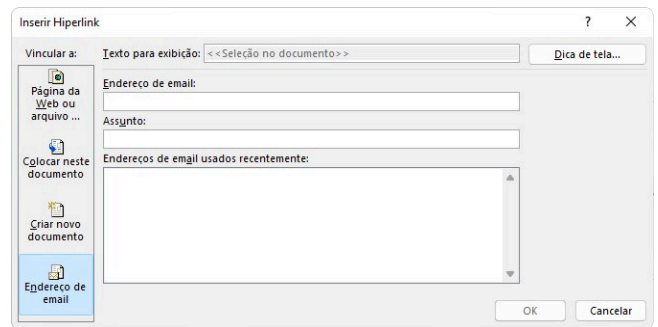 Inserir Hiperlink
? X
Vincular a:
Texto para exibição: <<Seleção no documento>>
Dica de tela...
Página da
Web ou
arquivo ...
Colocar neste
documento
Criar novo
documento
Endereço de
email
Endereço de email:
Assunto:
Endereços de email usados recentemente:
OK
Cancelar